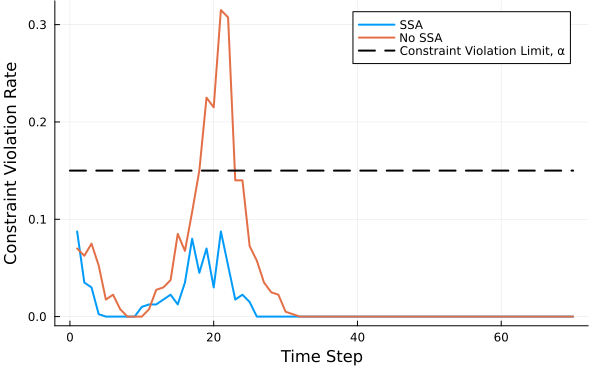 SSA
No SSA
Constraint Violation Limit, α
Constraint Violation Rate
0.3
0.2
0.1
0.0
0
20
40
60
Time Step